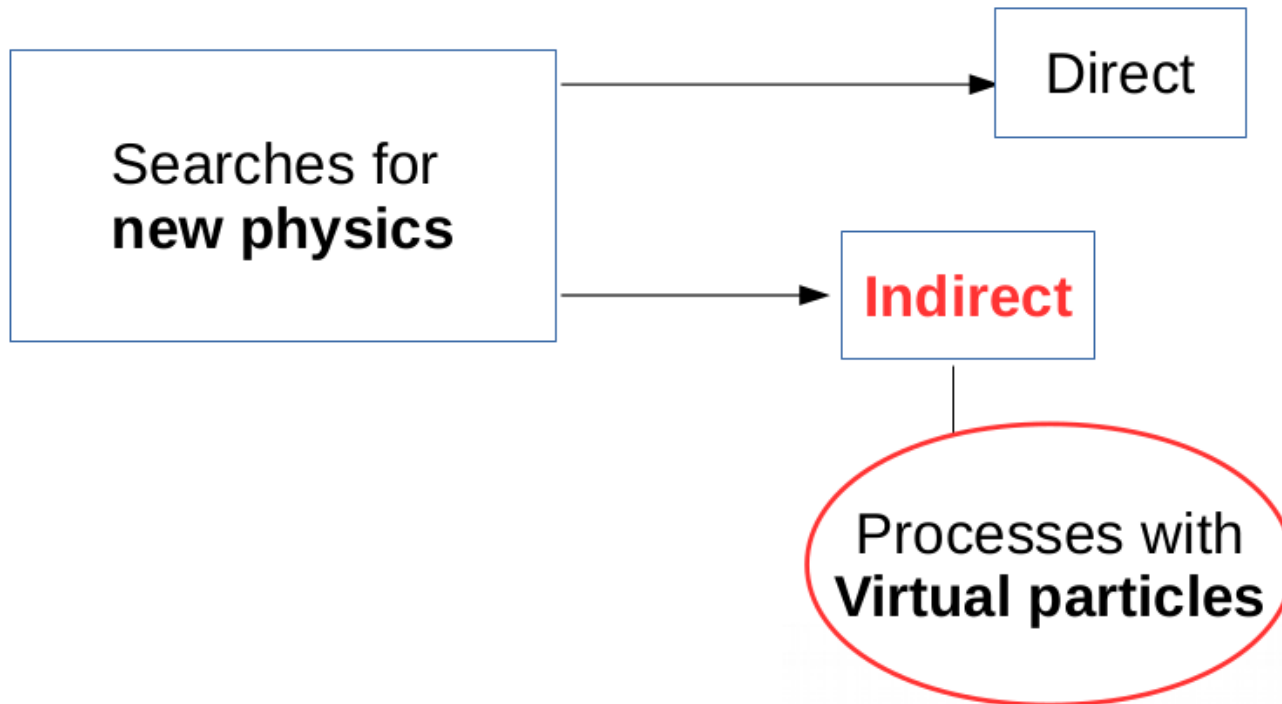 Direct
Searches for
new physics
Indirect
Processes with
Virtual particles